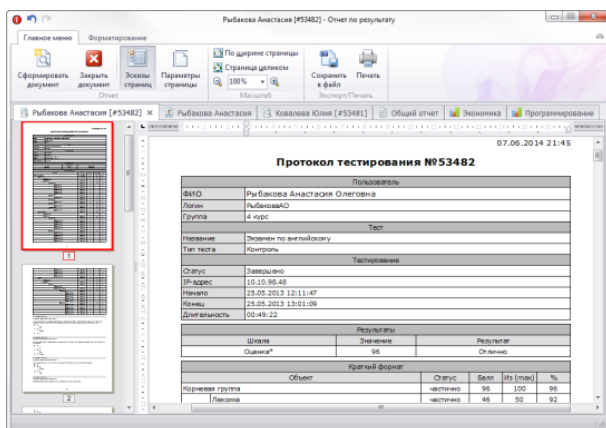 Рыбакова Анастасия [#53482] - Отчет по результату
Главное меню Форматирование
Сформировать документ
Закрыть документ
Эскизы страниц
Параметры страницы
По ширине страницы
Страница целиком
100%
Сохранить в файл
Печать
Отчет Масштаб Экспорт/Печать
Рыбакова Анастасия [#53482] Рыбакова Анастасия Ковалева Юлия [#53481] Общий отчет Экономика Программирование
07.06.2014 21:45
Протокол тестирования №53482
Пользователь
ФИО Рыбакова Анастасия Олеговна
Логин РыбаковаАО
Группа 4 курс
Тест
Название Экзамен по английскому
Тип теста Контроль
Тестирование
Статус Завершено
IP-адрес 10.10.98.48
Начало 25.05.2013 12:11:47
Конец 25.05.2013 13:01:09
Длительность 00:49:22
Результаты
Шкала Значение Результат
Оценка* 96 Отлично
Краткий формат
Объект Статус Балл Из (max) %
Корневая группа частично 96 100 96
Лексика частично 46 50 92
1
2